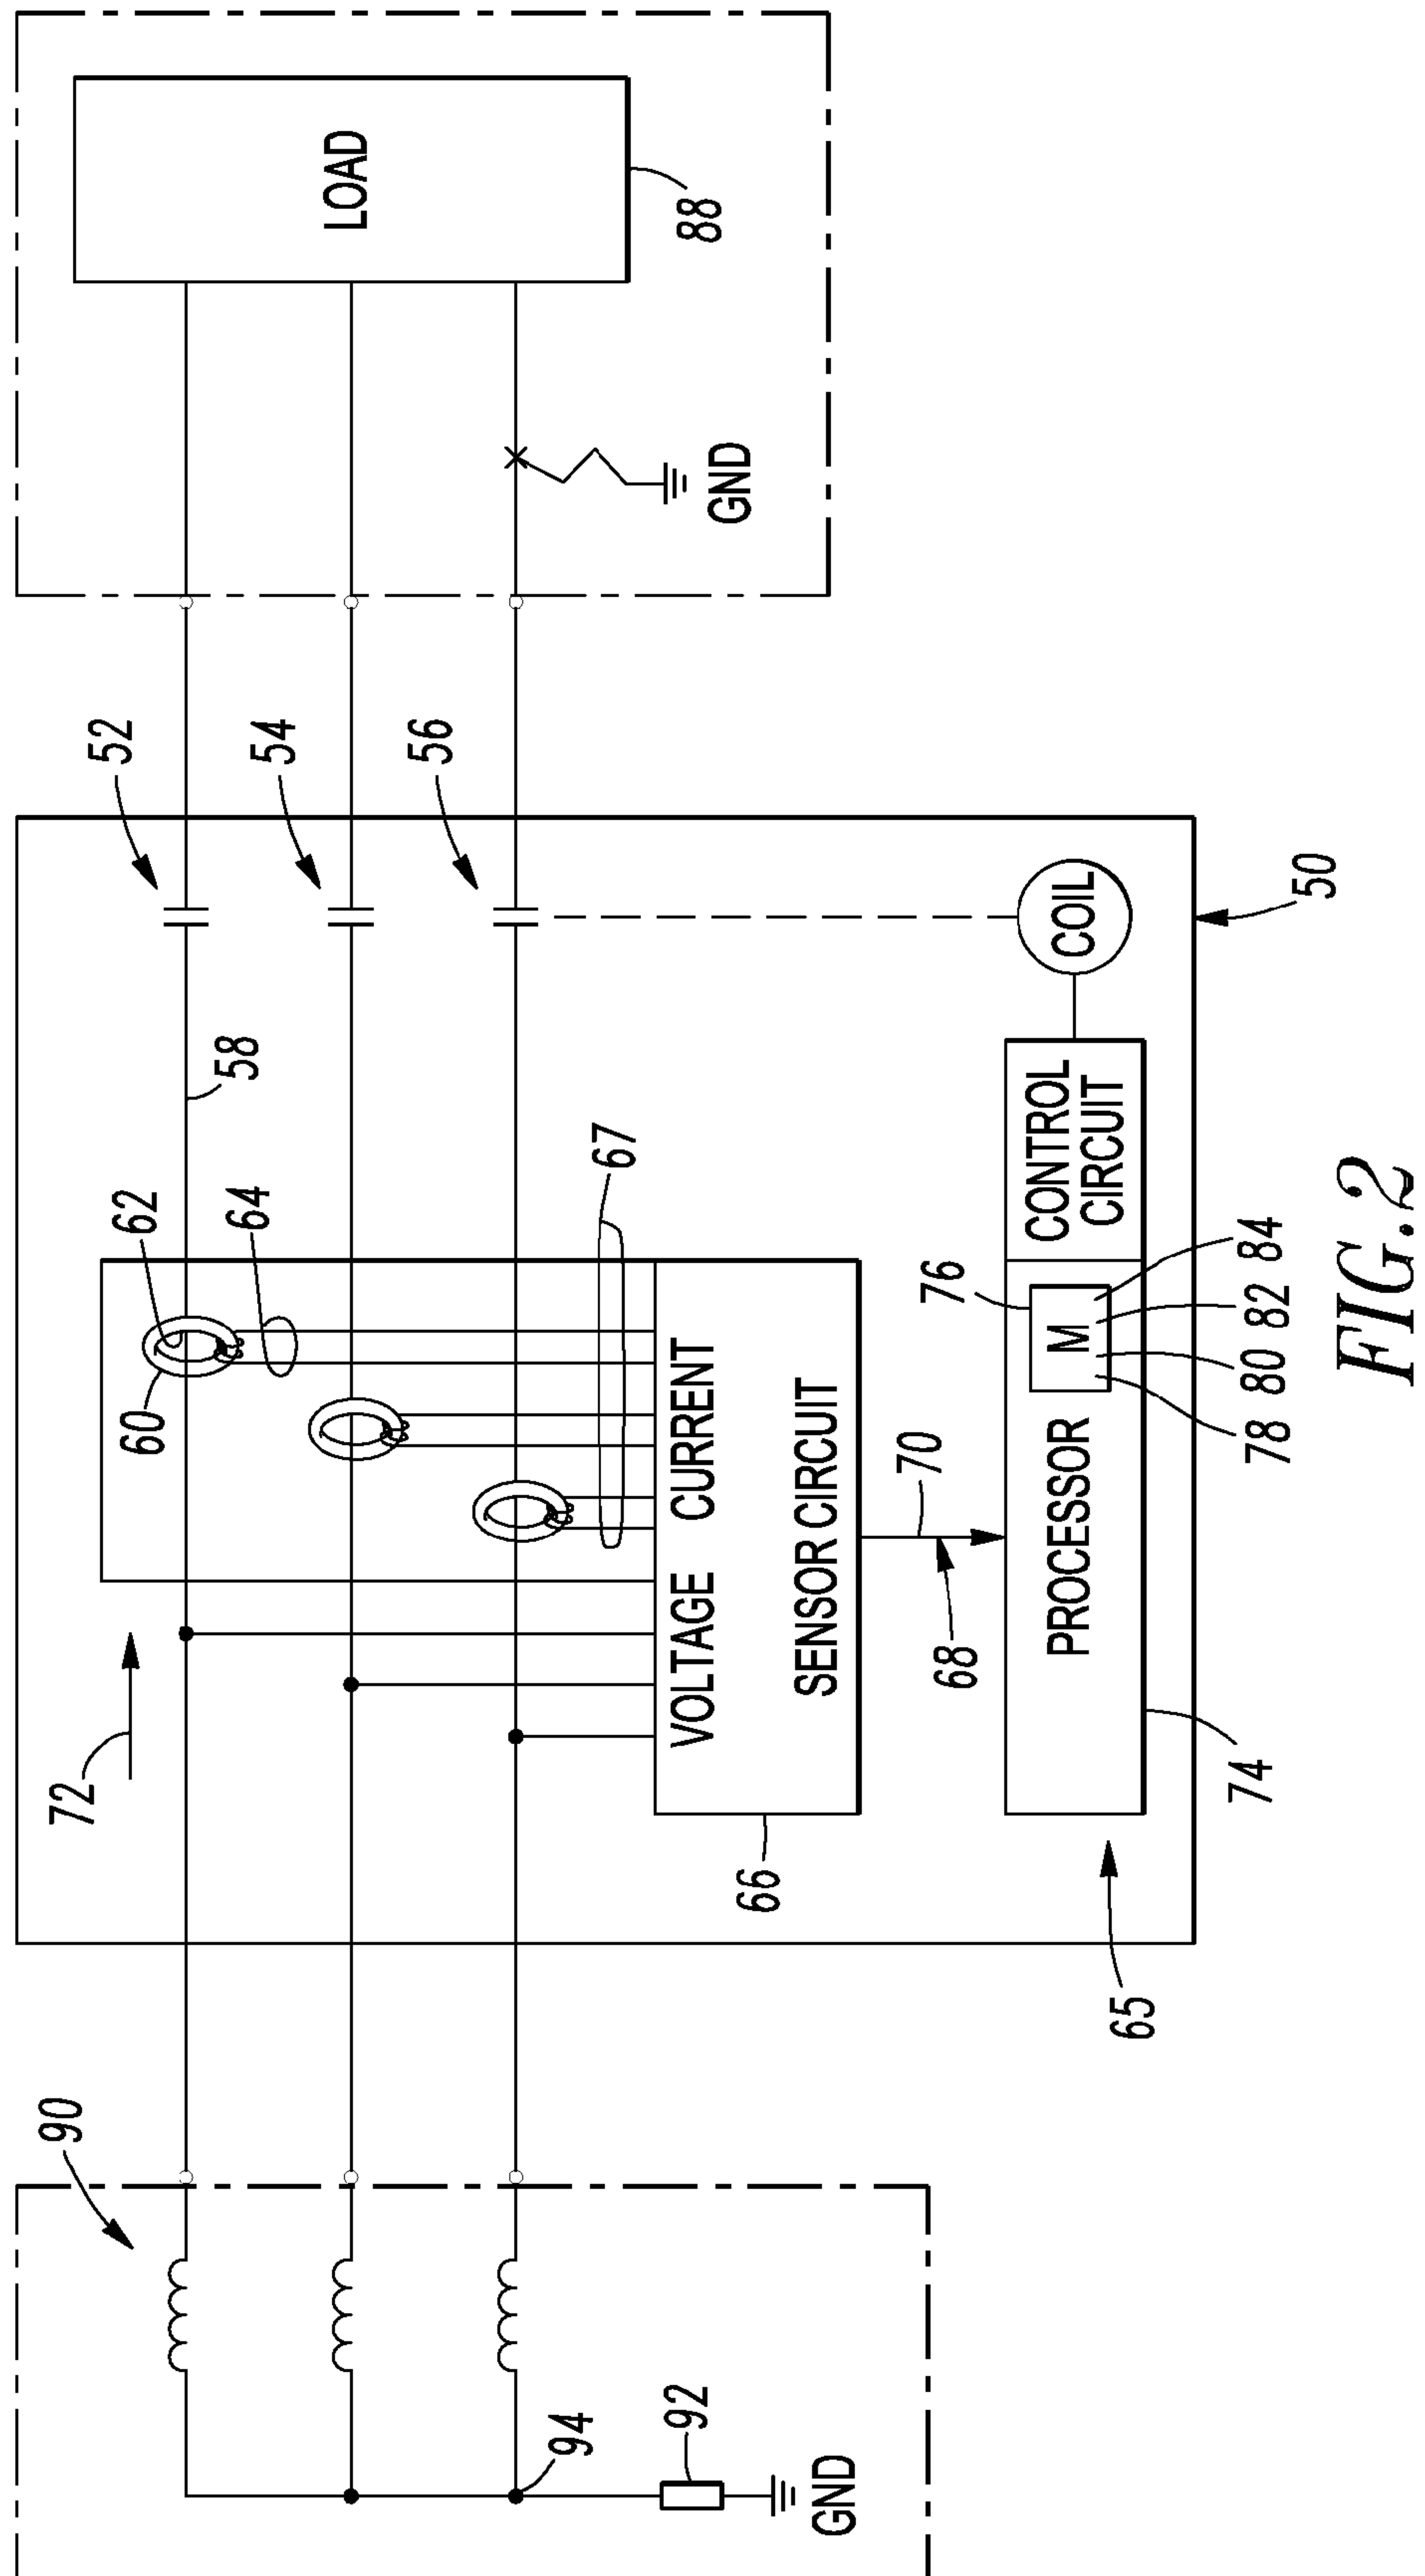 90
94
92
GND
72
60
62
64
58
52
54
56
67
VOLTAGE CURRENT
SENSOR CIRCUIT
66
68
70
76
PROCESSOR
M
CONTROL
CIRCUIT
COIL
65
74
78
80
82
84
50
LOAD
88
GND
FIG.2